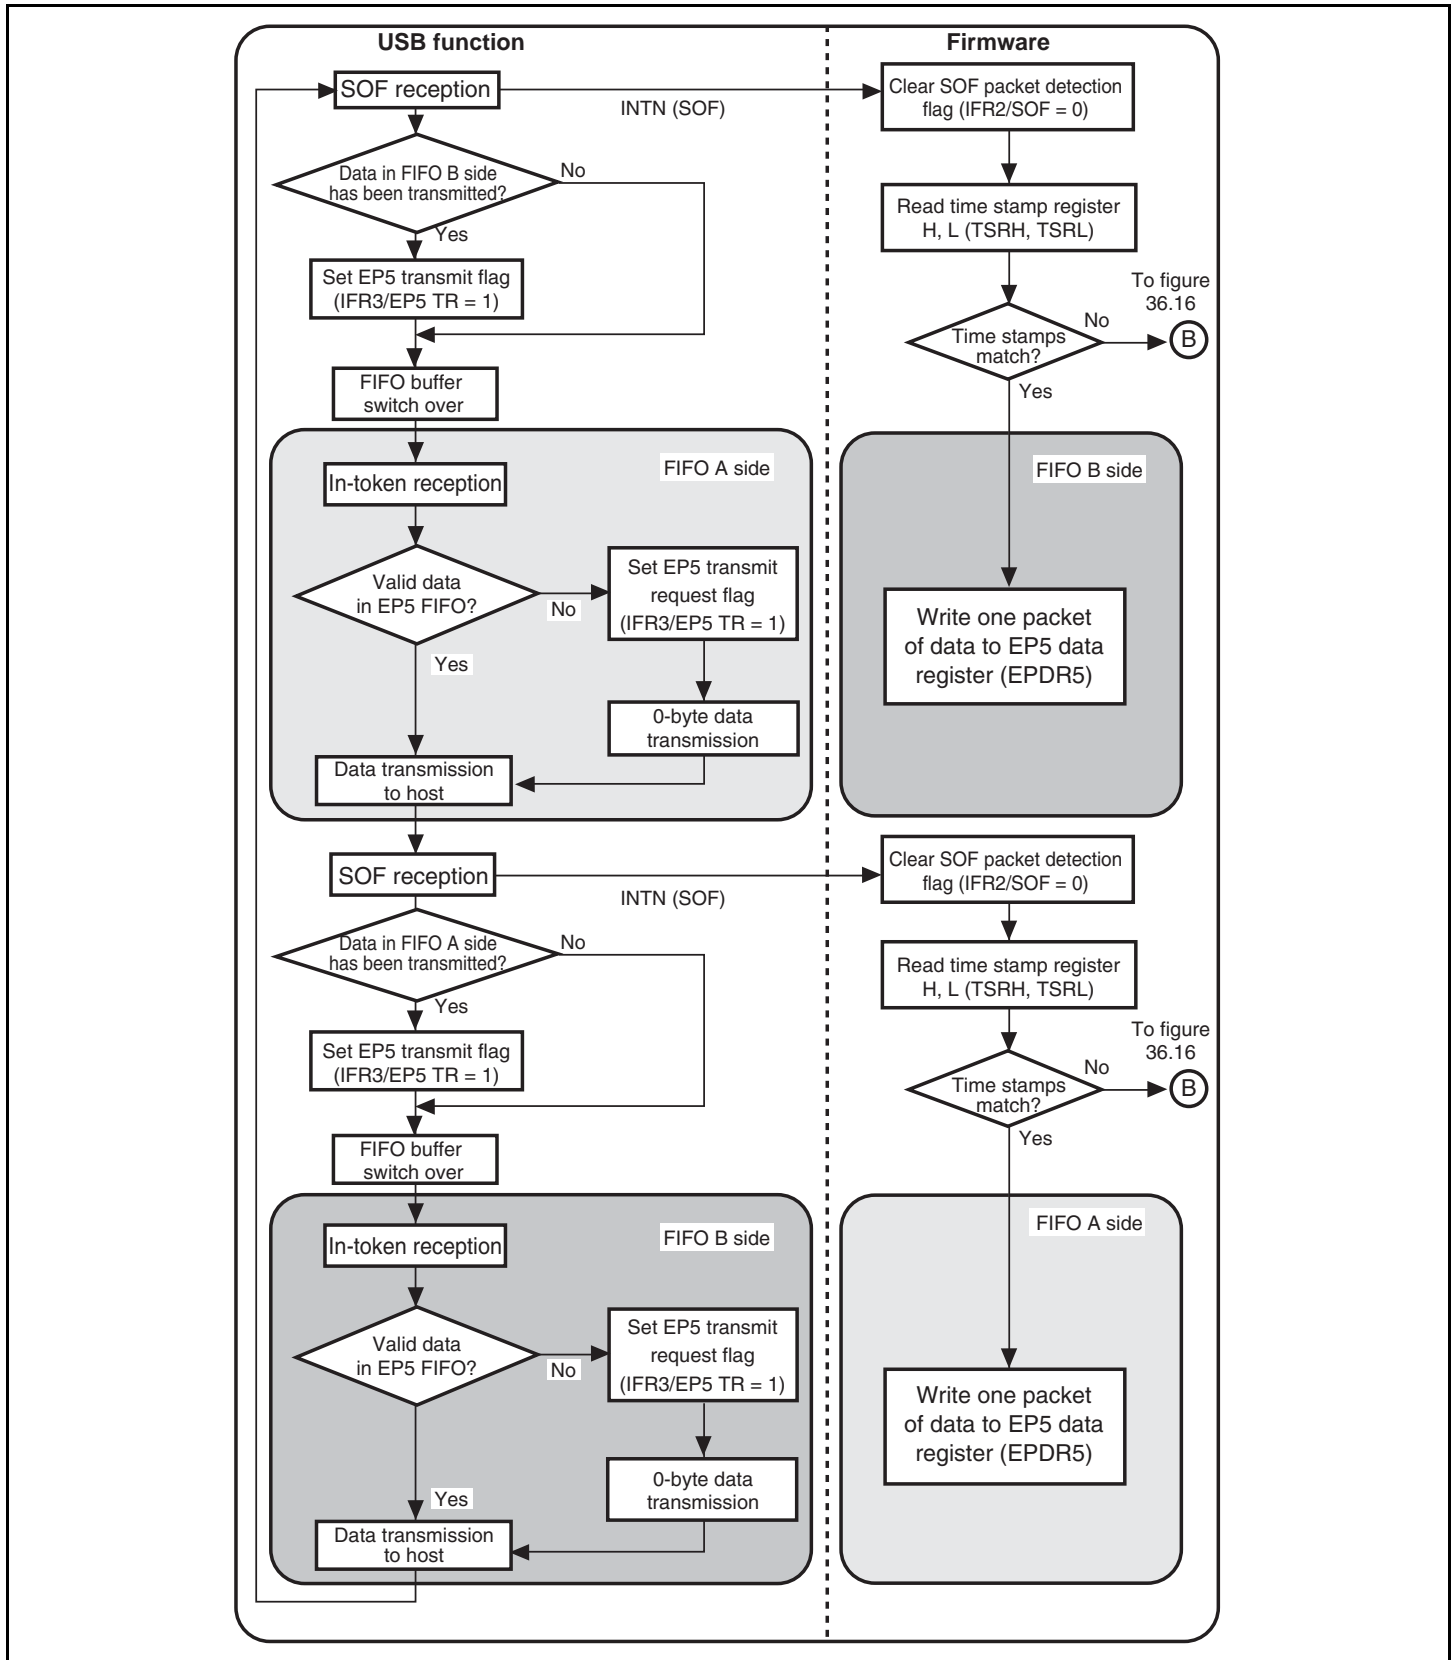 USB function
Firmware
SOF reception
INTN (SOF)
Clear SOF packet detection
flag (IFR2/SOF = 0)
Data in FIFO B side
has been transmitted?
No
Yes
Read time stamp register
H, L (TSRH, TSRL)
Set EP5 transmit flag
(IFR3/EP5 TR = 1)
To figure
36.16
Time stamps
match?
No
B
Yes
FIFO buffer
switch over
FIFO A side
In-token reception
Valid data
in EP5 FIFO?
No
Yes
Set EP5 transmit
request flag
(IFR3/EP5 TR = 1)
0-byte data
transmission
Data transmission
to host
FIFO B side
Write one packet
of data to EP5 data
register (EPDR5)
SOF reception
INTN (SOF)
Clear SOF packet detection
flag (IFR2/SOF = 0)
Data in FIFO A side
has been transmitted?
No
Yes
Read time stamp register
H, L (TSRH, TSRL)
Set EP5 transmit flag
(IFR3/EP5 TR = 1)
To figure
36.16
Time stamps
match?
No
B
Yes
FIFO buffer
switch over
FIFO B side
In-token reception
Valid data
in EP5 FIFO?
No
Yes
Set EP5 transmit
request flag
(IFR3/EP5 TR = 1)
0-byte data
transmission
Data transmission
to host
FIFO A side
Write one packet
of data to EP5 data
register (EPDR5)